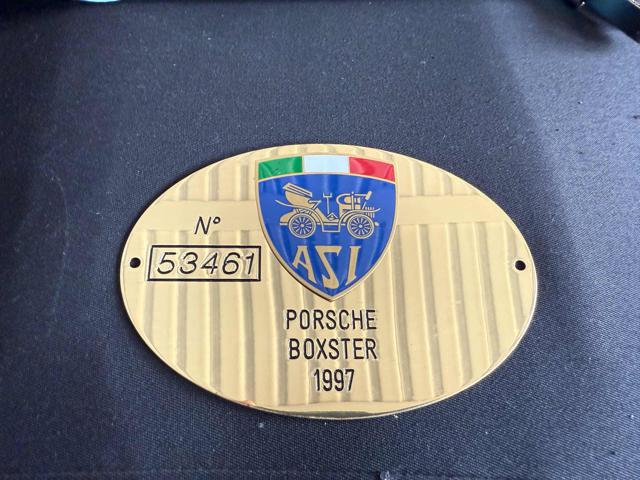 ASI
N°
53461
PORSCHE
BOXSTER
1997